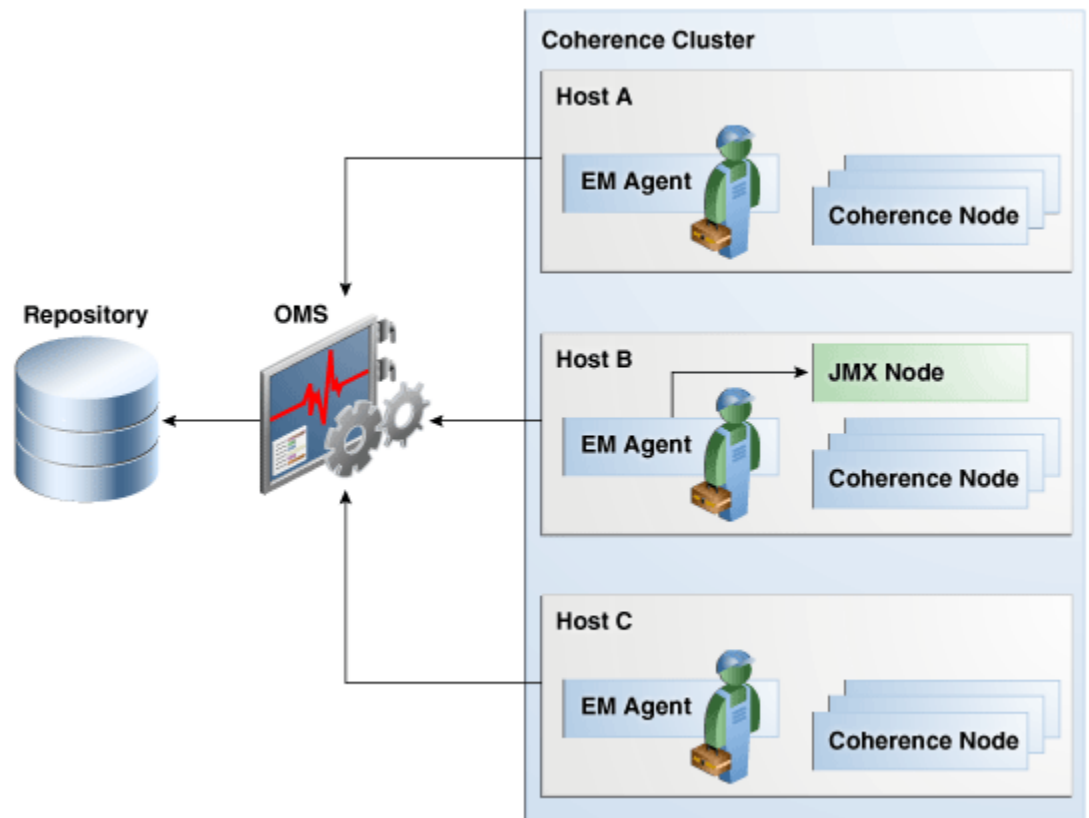 Coherence Cluster
Host A
EM Agent
Coherence Node
Repository
OMS
Host B
JMX Node
EM Agent
Coherence Node
Host C
EM Agent
Coherence Node